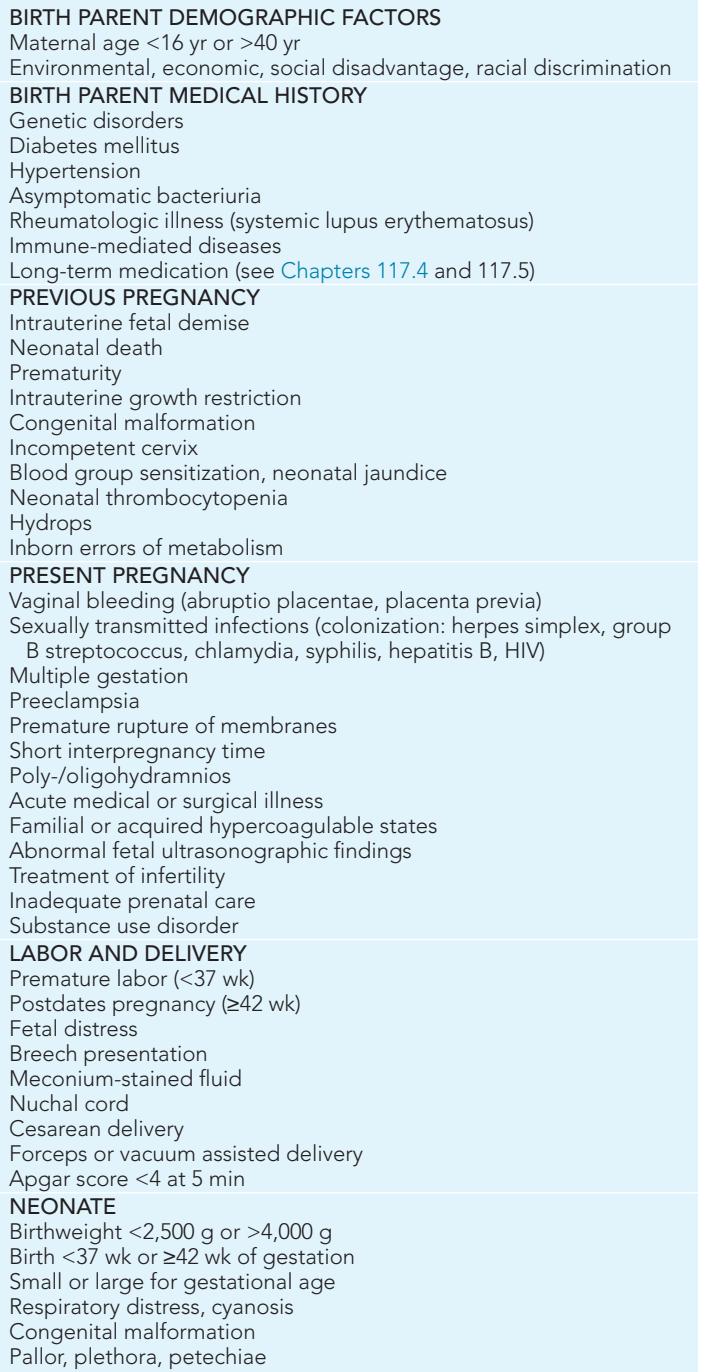 BIRTH PARENT DEMOGRAPHIC FACTORS
Maternal age <16 yr or >40 yr
Environmental, economic, social disadvantage, racial discrimination
BIRTH PARENT MEDICAL HISTORY
Genetic disorders
Diabetes mellitus
Hypertension
Asymptomatic bacteriuria
Rheumatologic illness (systemic lupus erythematosus)
Immune-mediated diseases
Long-term medication (see Chapters 117.4 and 117.5)
PREVIOUS PREGNANCY
Intrauterine fetal demise
Neonatal death
Prematurity
Intrauterine growth restriction
Congenital malformation
Incompetent cervix
Blood group sensitization, neonatal jaundice
Neonatal thrombocytopenia
Hydrops
Inborn errors of metabolism
PRESENT PREGNANCY
Vaginal bleeding (abruptio placentae, placenta previa)
Sexually transmitted infections (colonization: herpes simplex, group
B streptococcus, chlamydia, syphilis, hepatitis B, HIV)
Multiple gestation
Preeclampsia
Premature rupture of membranes
Short interpregnancy time
Poly-/oligohydramnios
Acute medical or surgical illness
Familial or acquired hypercoagulable states
Abnormal fetal ultrasonographic findings
Treatment of infertility
Inadequate prenatal care
Substance use disorder
LABOR AND DELIVERY
Premature labor (<37 wk)
Postdates pregnancy (≥42 wk)
Fetal distress
Breech presentation
Meconium-stained fluid
Nuchal cord
Cesarean delivery
Forceps or vacuum assisted delivery
Apgar score <4 at 5 min
NEONATE
Birthweight <2,500 g or >4,000 g
Birth <37 wk or ≥42 wk of gestation
Small or large for gestational age
Respiratory distress, cyanosis
Congenital malformation
Pallor, plethora, petechiae